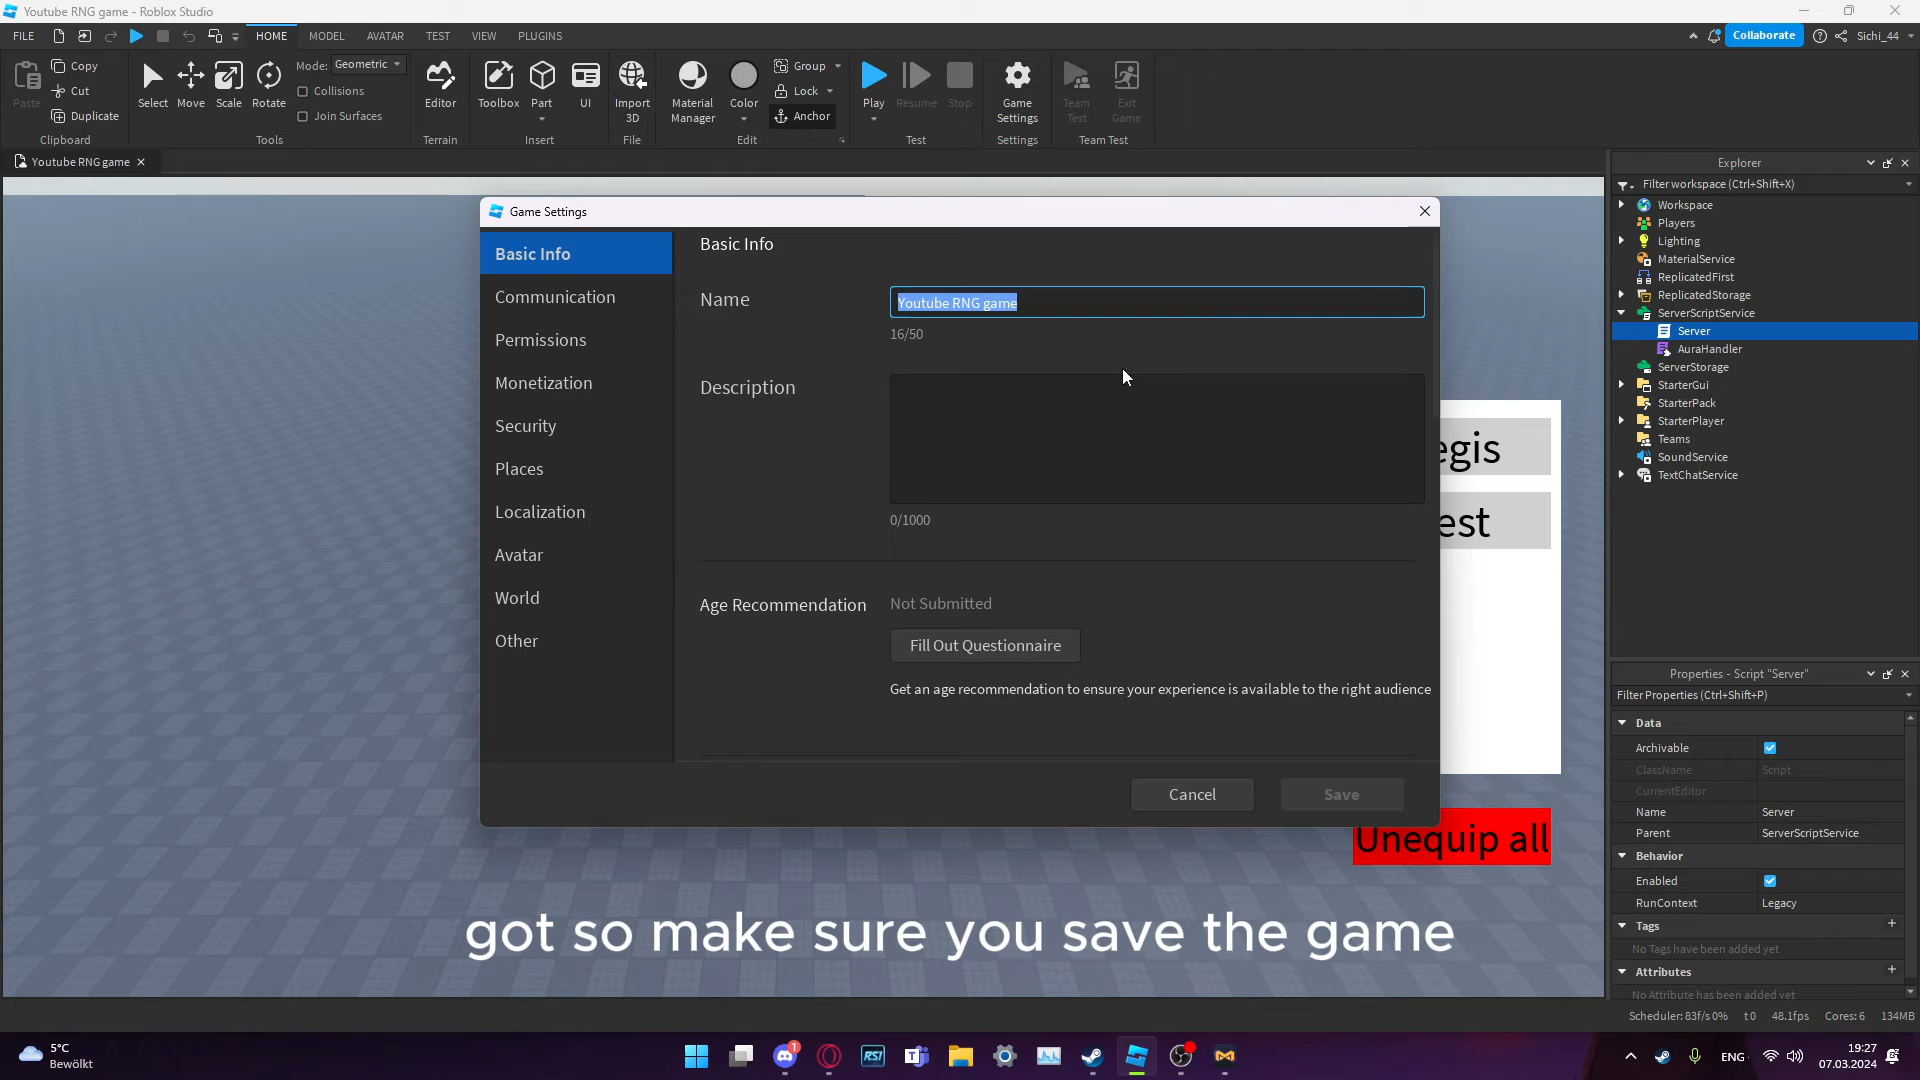 Youtube RNG game - Roblox Studio
FILE HOME MODEL AVATAR TEST VIEW PLUGINS Collaborate Sichi_44
Paste Copy Cut Duplicate Clipboard
Select Move Scale Rotate Mode: Geometric Collisions Join Surfaces Tools
Editor Terrain
Toolbox Part UI Insert
Import 3D File
Material Manager Color Group Lock Anchor Edit
Play Resume Stop Test
Game Settings Settings
Team Test Exit Game Team Test
Youtube RNG game
Game Settings
Basic Info
Communication
Permissions
Monetization
Security
Places
Localization
Avatar
World
Other
Basic Info
Name Youtube RNG game
16/50
Description
0/1000
Age Recommendation Not Submitted
Fill Out Questionnaire
Get an age recommendation to ensure your experience is available to the right audience
Cancel Save
egis
est
Unequip all
got so make sure you save the game
Explorer
Filter workspace (Ctrl+Shift+X)
Workspace
Players
Lighting
MaterialService
ReplicatedFirst
ReplicatedStorage
ServerScriptService
Server
AuraHandler
ServerStorage
StarterGui
StarterPack
StarterPlayer
Teams
SoundService
TextChatService
Properties - Script "Server"
Filter Properties (Ctrl+Shift+P)
Data
Archivable
ClassName Script
CurrentEditor
Name Server
Parent ServerScriptService
Behavior
Enabled
RunContext Legacy
Tags
No Tags have been added yet
Attributes
No Attribute has been added yet
Scheduler: 83f/s 0% t 0 48.1fps Cores: 6 134MB
5°C
Bewölkt
1
RSI
ENG
19:27
07.03.2024